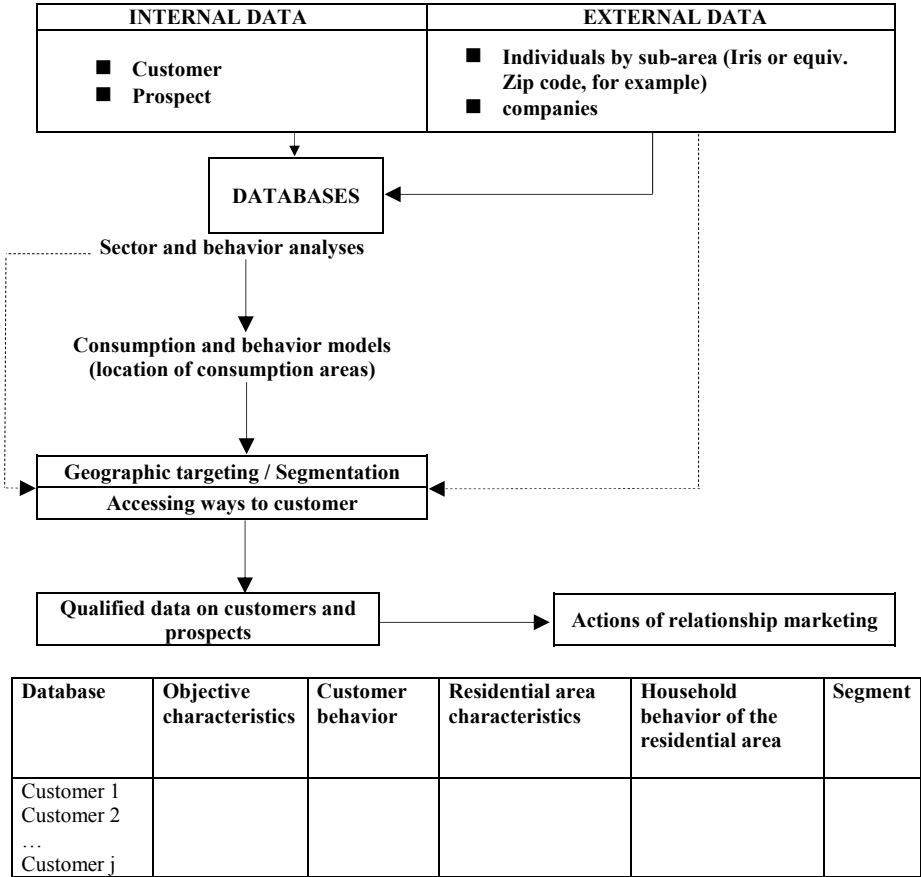 INTERNAL DATA
EXTERNAL DATA
■ Customer
■ Prospect
■ Individuals by sub-area (Iris or equiv.
Zip code, for example)
■ companies
DATABASES
Sector and behavior analyses
Consumption and behavior models
(location of consumption areas)
Geographic targeting / Segmentation
Accessing ways to customer
Qualified data on customers and
prospects
Actions of relationship marketing
Database
Objective
characteristics
Customer
behavior
Residential area
characteristics
Household
behavior of the
residential area
Segment
Customer 1
Customer 2
…
Customer j